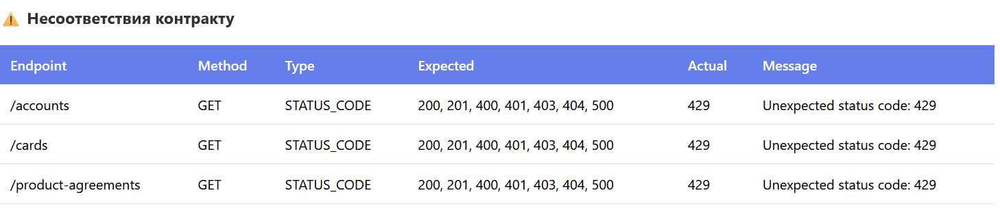 ⚠️ Несоответствия контракту
Endpoint Method Type Expected Actual Message
/accounts GET STATUS_CODE 200, 201, 400, 401, 403, 404, 500 429 Unexpected status code: 429
/cards GET STATUS_CODE 200, 201, 400, 401, 403, 404, 500 429 Unexpected status code: 429
/product-agreements GET STATUS_CODE 200, 201, 400, 401, 403, 404, 500 429 Unexpected status code: 429